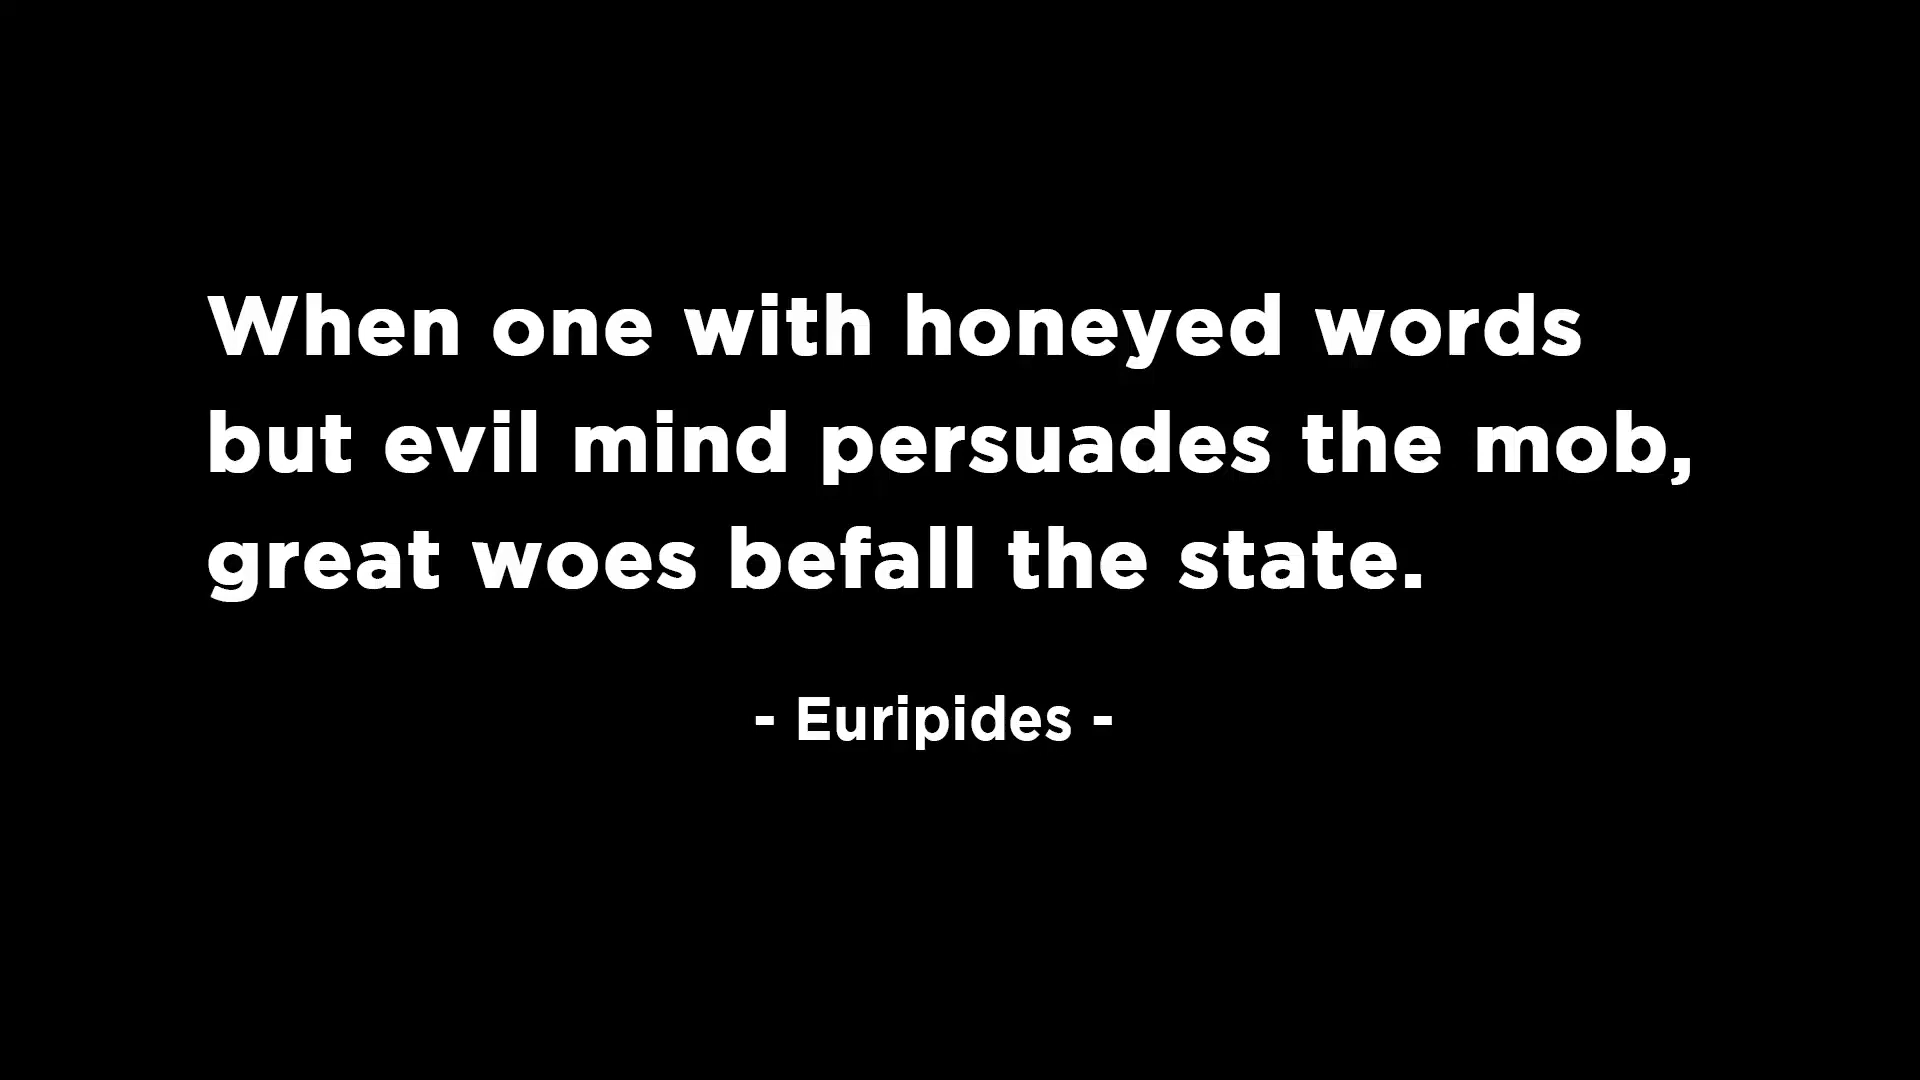 When one with honeyed words
but evil mind persuades the mob,
great woes befall the state.
- Euripides -